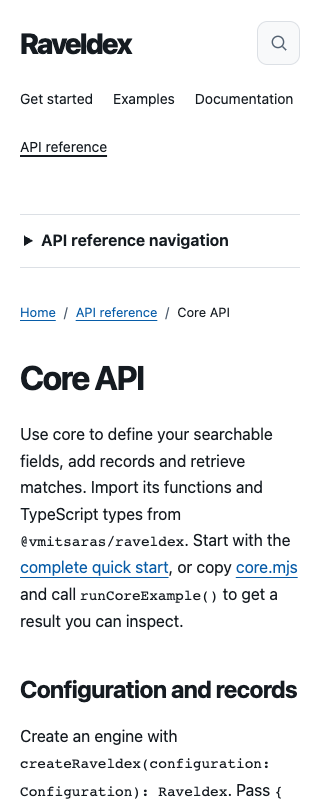 Raveldex
Get started Examples Documentation
API reference
API reference navigation
Home / API reference / Core API
Core API
Use core to define your searchable
fields, add records and retrieve
matches. Import its functions and
TypeScript types from
@vmitsaras/raveldex. Start with the
complete quick start, or copy core.mjs
and call runCoreExample() to get a
result you can inspect.
Configuration and records
Create an engine with
createRaveldex(configuration:
Configuration): Raveldex. Pass {